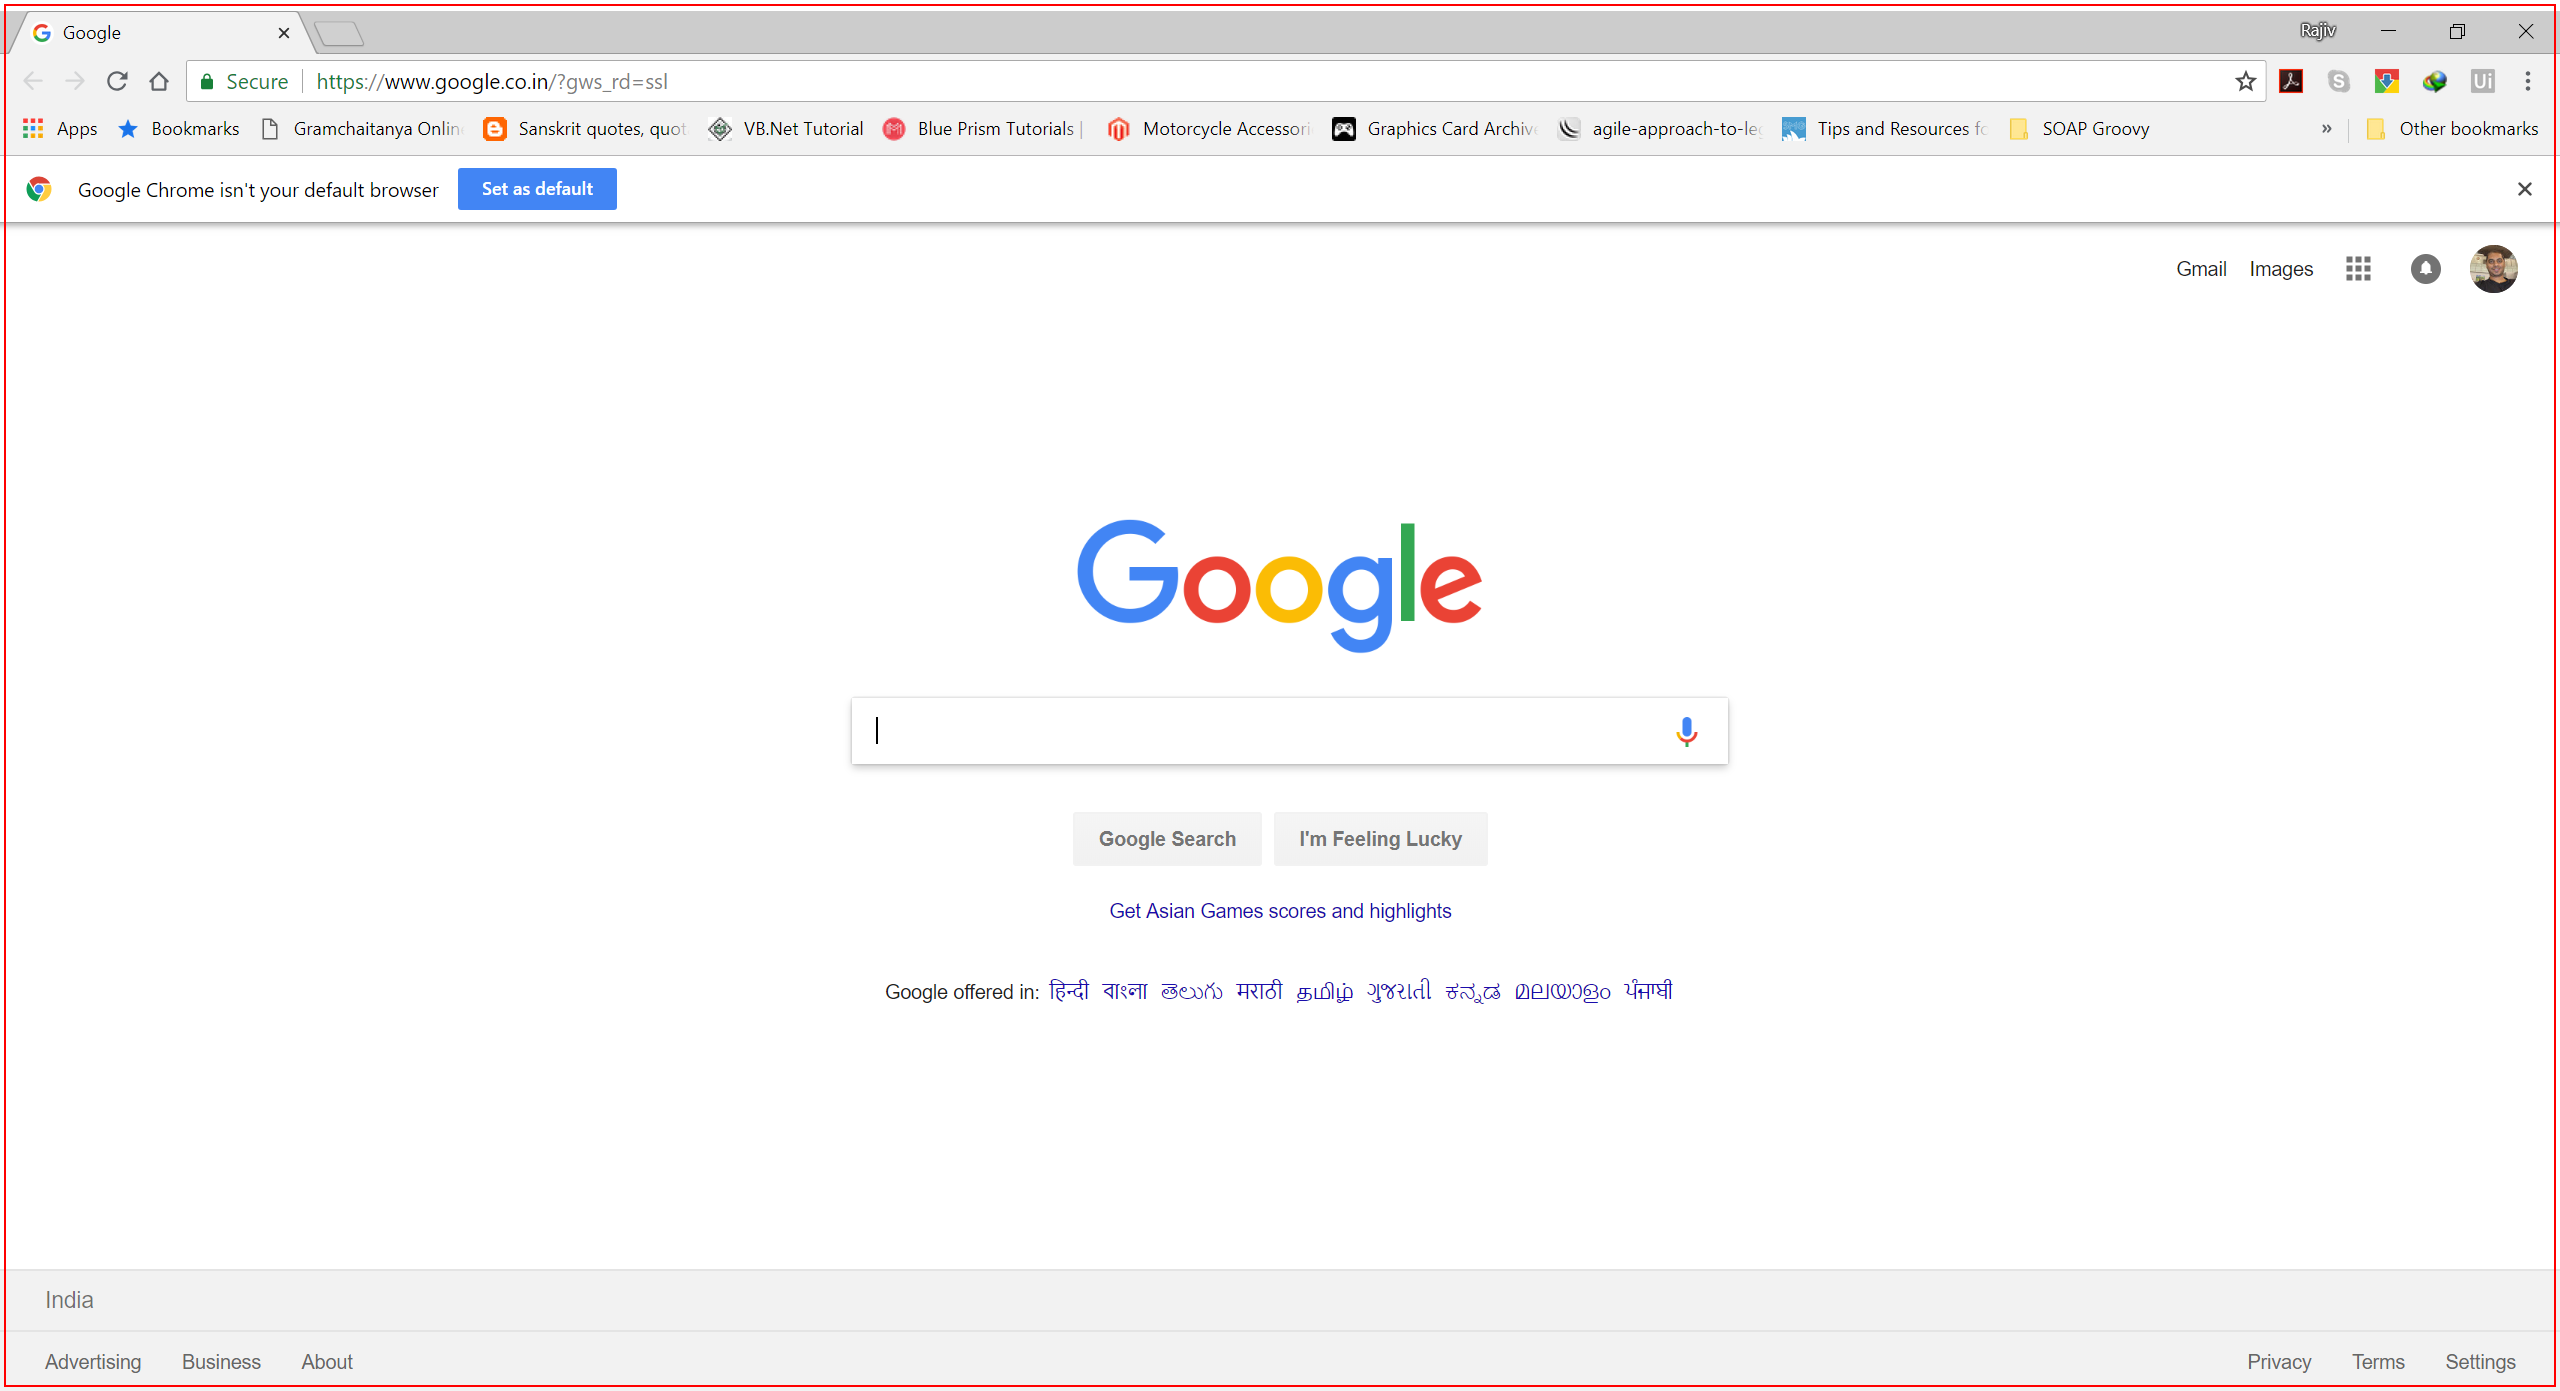 Google
Rajiv
Secure https://www.google.co.in/?gws_rd=ssl Ui
Apps Bookmarks Gramchaitanya Onlin Sanskrit quotes, quot VB.Net Tutorial Blue Prism Tutorials | Motorcycle Accessori Graphics Card Archiv agile-approach-to-leg Tips and Resources fo SOAP Groovy » Other bookmarks
Google Chrome isn't your default browser Set as default
Gmail Images
Google
Google Search I'm Feeling Lucky
Get Asian Games scores and highlights
Google offered in: हिन्दी বাংলা తెలుగు मराठी தமிழ் ગુજરાતી ಕನ್ನಡ മലയാളം ਪੰਜਾਬੀ
India
Advertising Business About Privacy Terms Settings